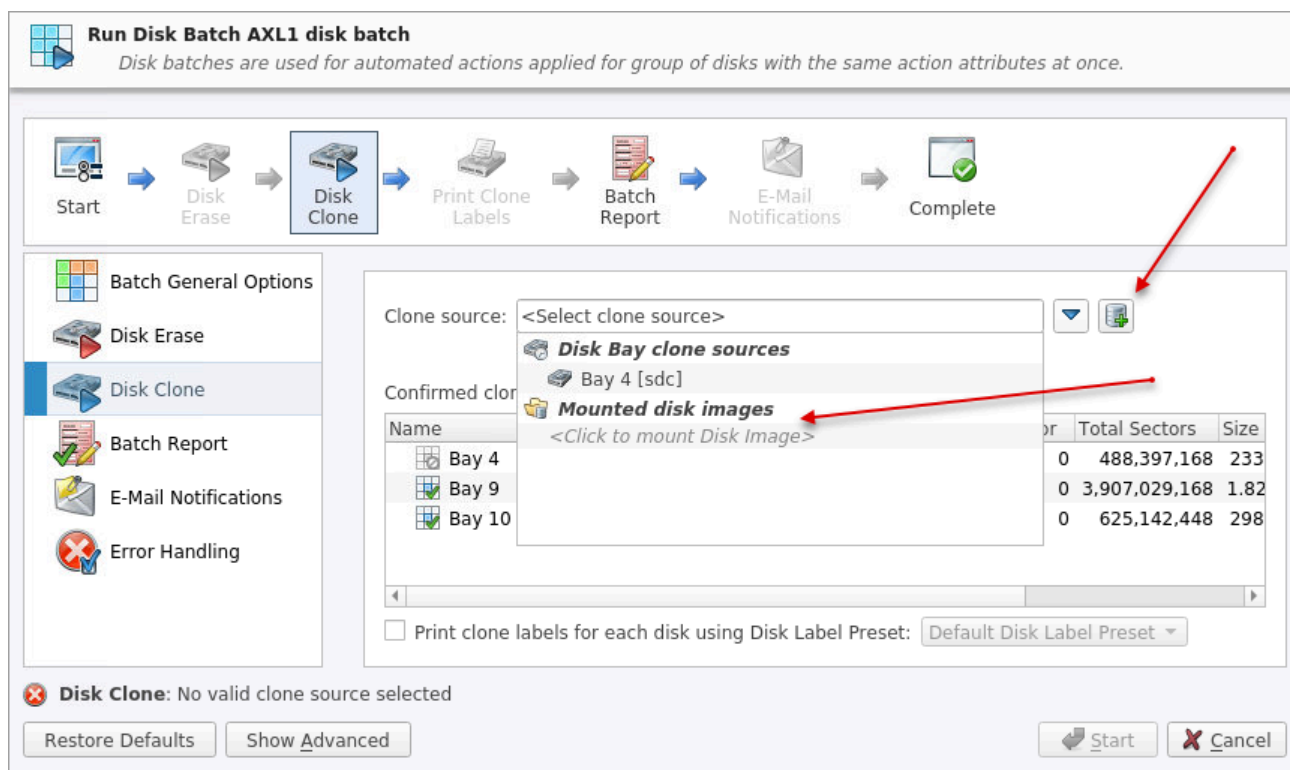 Run Disk Batch AXL1 disk batch
Disk batches are used for automated actions applied for group of disks with the same action attributes at once.
Start
Disk
Erase
Disk
Clone
Print Clone
Labels
Batch
Report
E-Mail
Notifications
Complete
Batch General Options
Disk Erase
Disk Clone
Batch Report
E-Mail Notifications
Error Handling
Clone source: <Select clone source>
Disk Bay clone sources
Bay 4 [sdc]
Mounted disk images
<Click to mount Disk Image>
Confirmed clor
Name or Total Sectors Size
Bay 4 0 488,397,168 233
Bay 9 0 3,907,029,168 1.82
Bay 10 0 625,142,448 298
Print clone labels for each disk using Disk Label Preset: Default Disk Label Preset
Disk Clone: No valid clone source selected
Restore Defaults Show Advanced Start Cancel